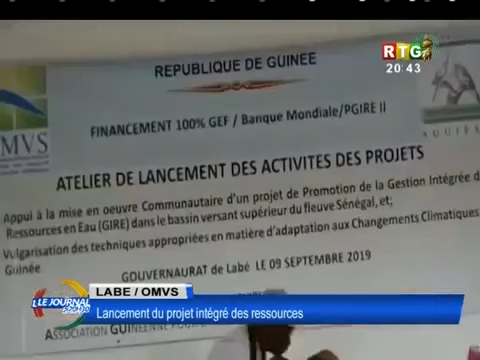 RTG
20:43
REPUBLIQUE DE GUINEE
FINANCEMENT 100% GEF / Banque Mondiale/PGIRE II
OMVS
AGUIPE
ATELIER DE LANCEMENT DES ACTIVITES DES PROJETS
Appui à la mise en oeuvre Communautaire d'un projet de Promotion de la Gestion Intégrée d
Ressources en Eau (GIRE) dans le bassin versant supérieur du fleuve Sénégal, et;
Vulgarisation des techniques appropriées en matière d'adaptation aux Changements Climatiques
Guinée.
GOUVERNAURAT de Labé LE 09 SEPTEMBRE 2019
LE JOURNAL
20H30
LABE / OMVS
Lancement du projet intégré des ressources
ASSOCIATION GUINÉENNE POUR